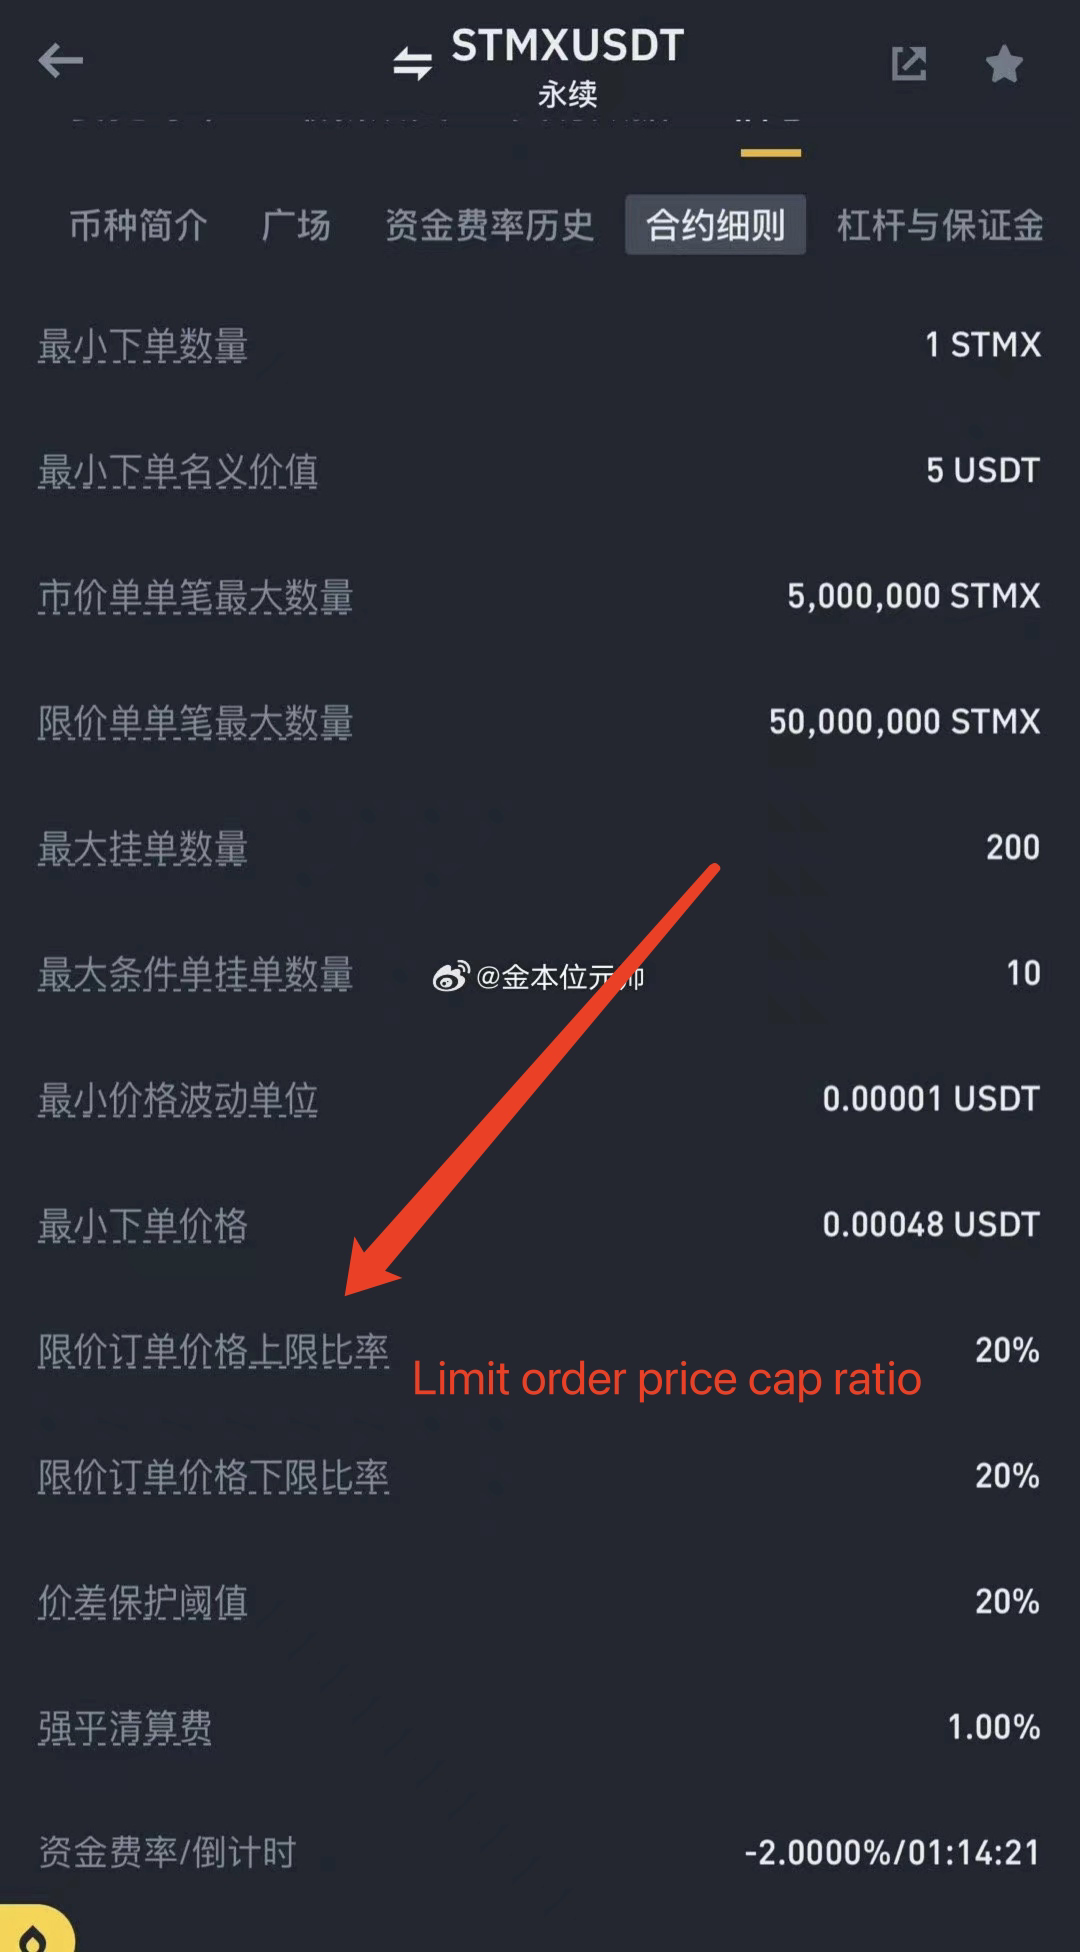 STMXUSDT
永续
币种简介 广场 资金费率历史 合约细则 杠杆与保证金
最小下单数量 1 STMX
最小下单名义价值 5 USDT
市价单单笔最大数量 5,000,000 STMX
限价单单笔最大数量 50,000,000 STMX
最大挂单数量 200
最大条件单挂单数量 10
@金本位元帅
最小价格波动单位 0.00001 USDT
最小下单价格 0.00048 USDT
限价订单价格上限比率 20%
Limit order price cap ratio
限价订单价格下限比率 20%
价差保护阈值 20%
强平清算费 1.00%
资金费率/倒计时 -2.0000%/01:14:21